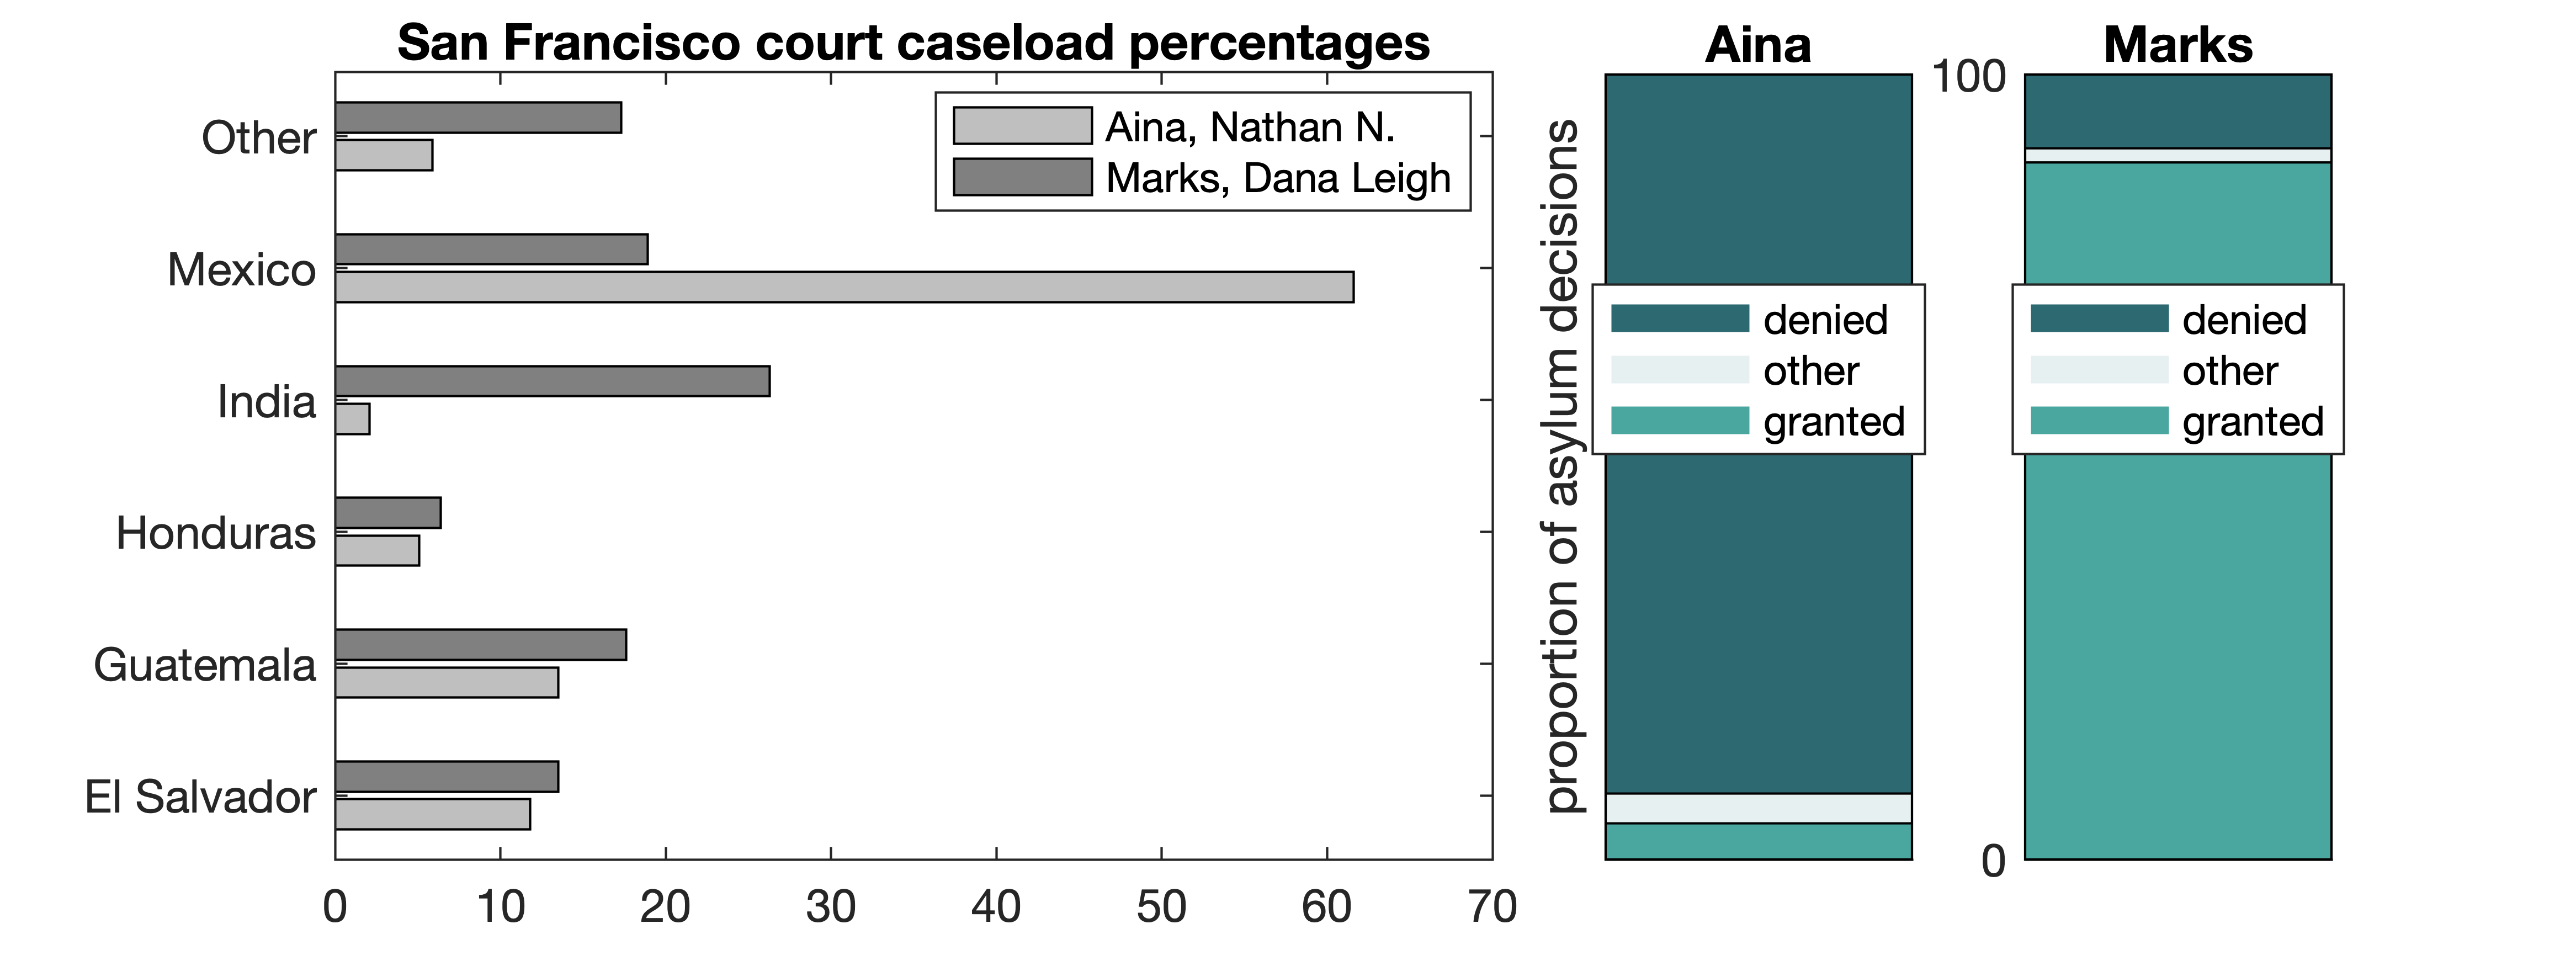 San Francisco court caseload percentages
Aina, Nathan N.
Marks, Dana Leigh
Other
Mexico
India
Honduras
Guatemala
El Salvador
0 10 20 30 40 50 60 70
proportion of asylum decisions
Aina
denied
other
granted
100
0
Marks
denied
other
granted